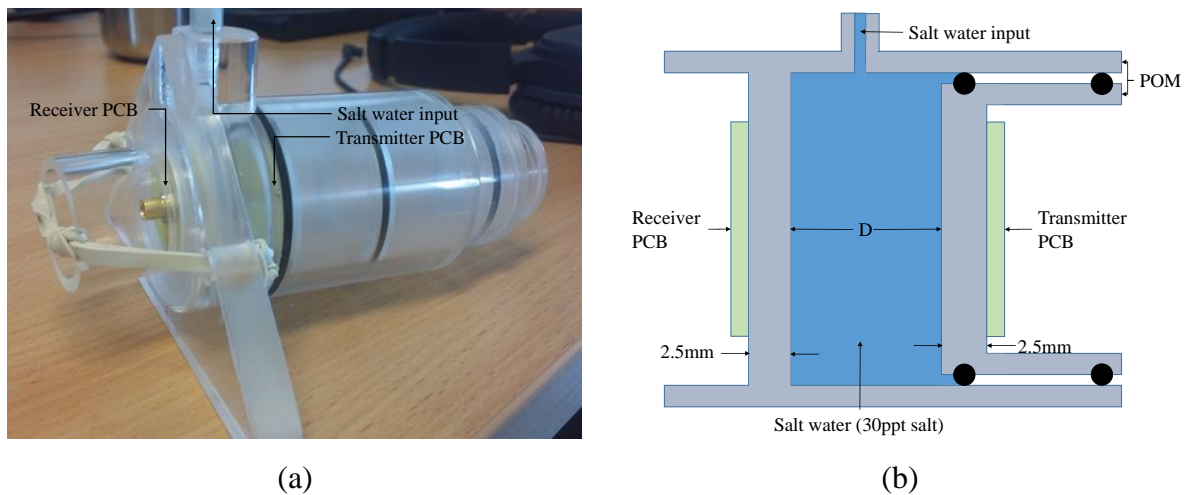 Receiver PCB
Salt water input
Transmitter PCB
(a)
Salt water input
POM
Receiver
PCB
D
Transmitter
PCB
2.5mm
2.5mm
Salt water (30ppt salt)
(b)